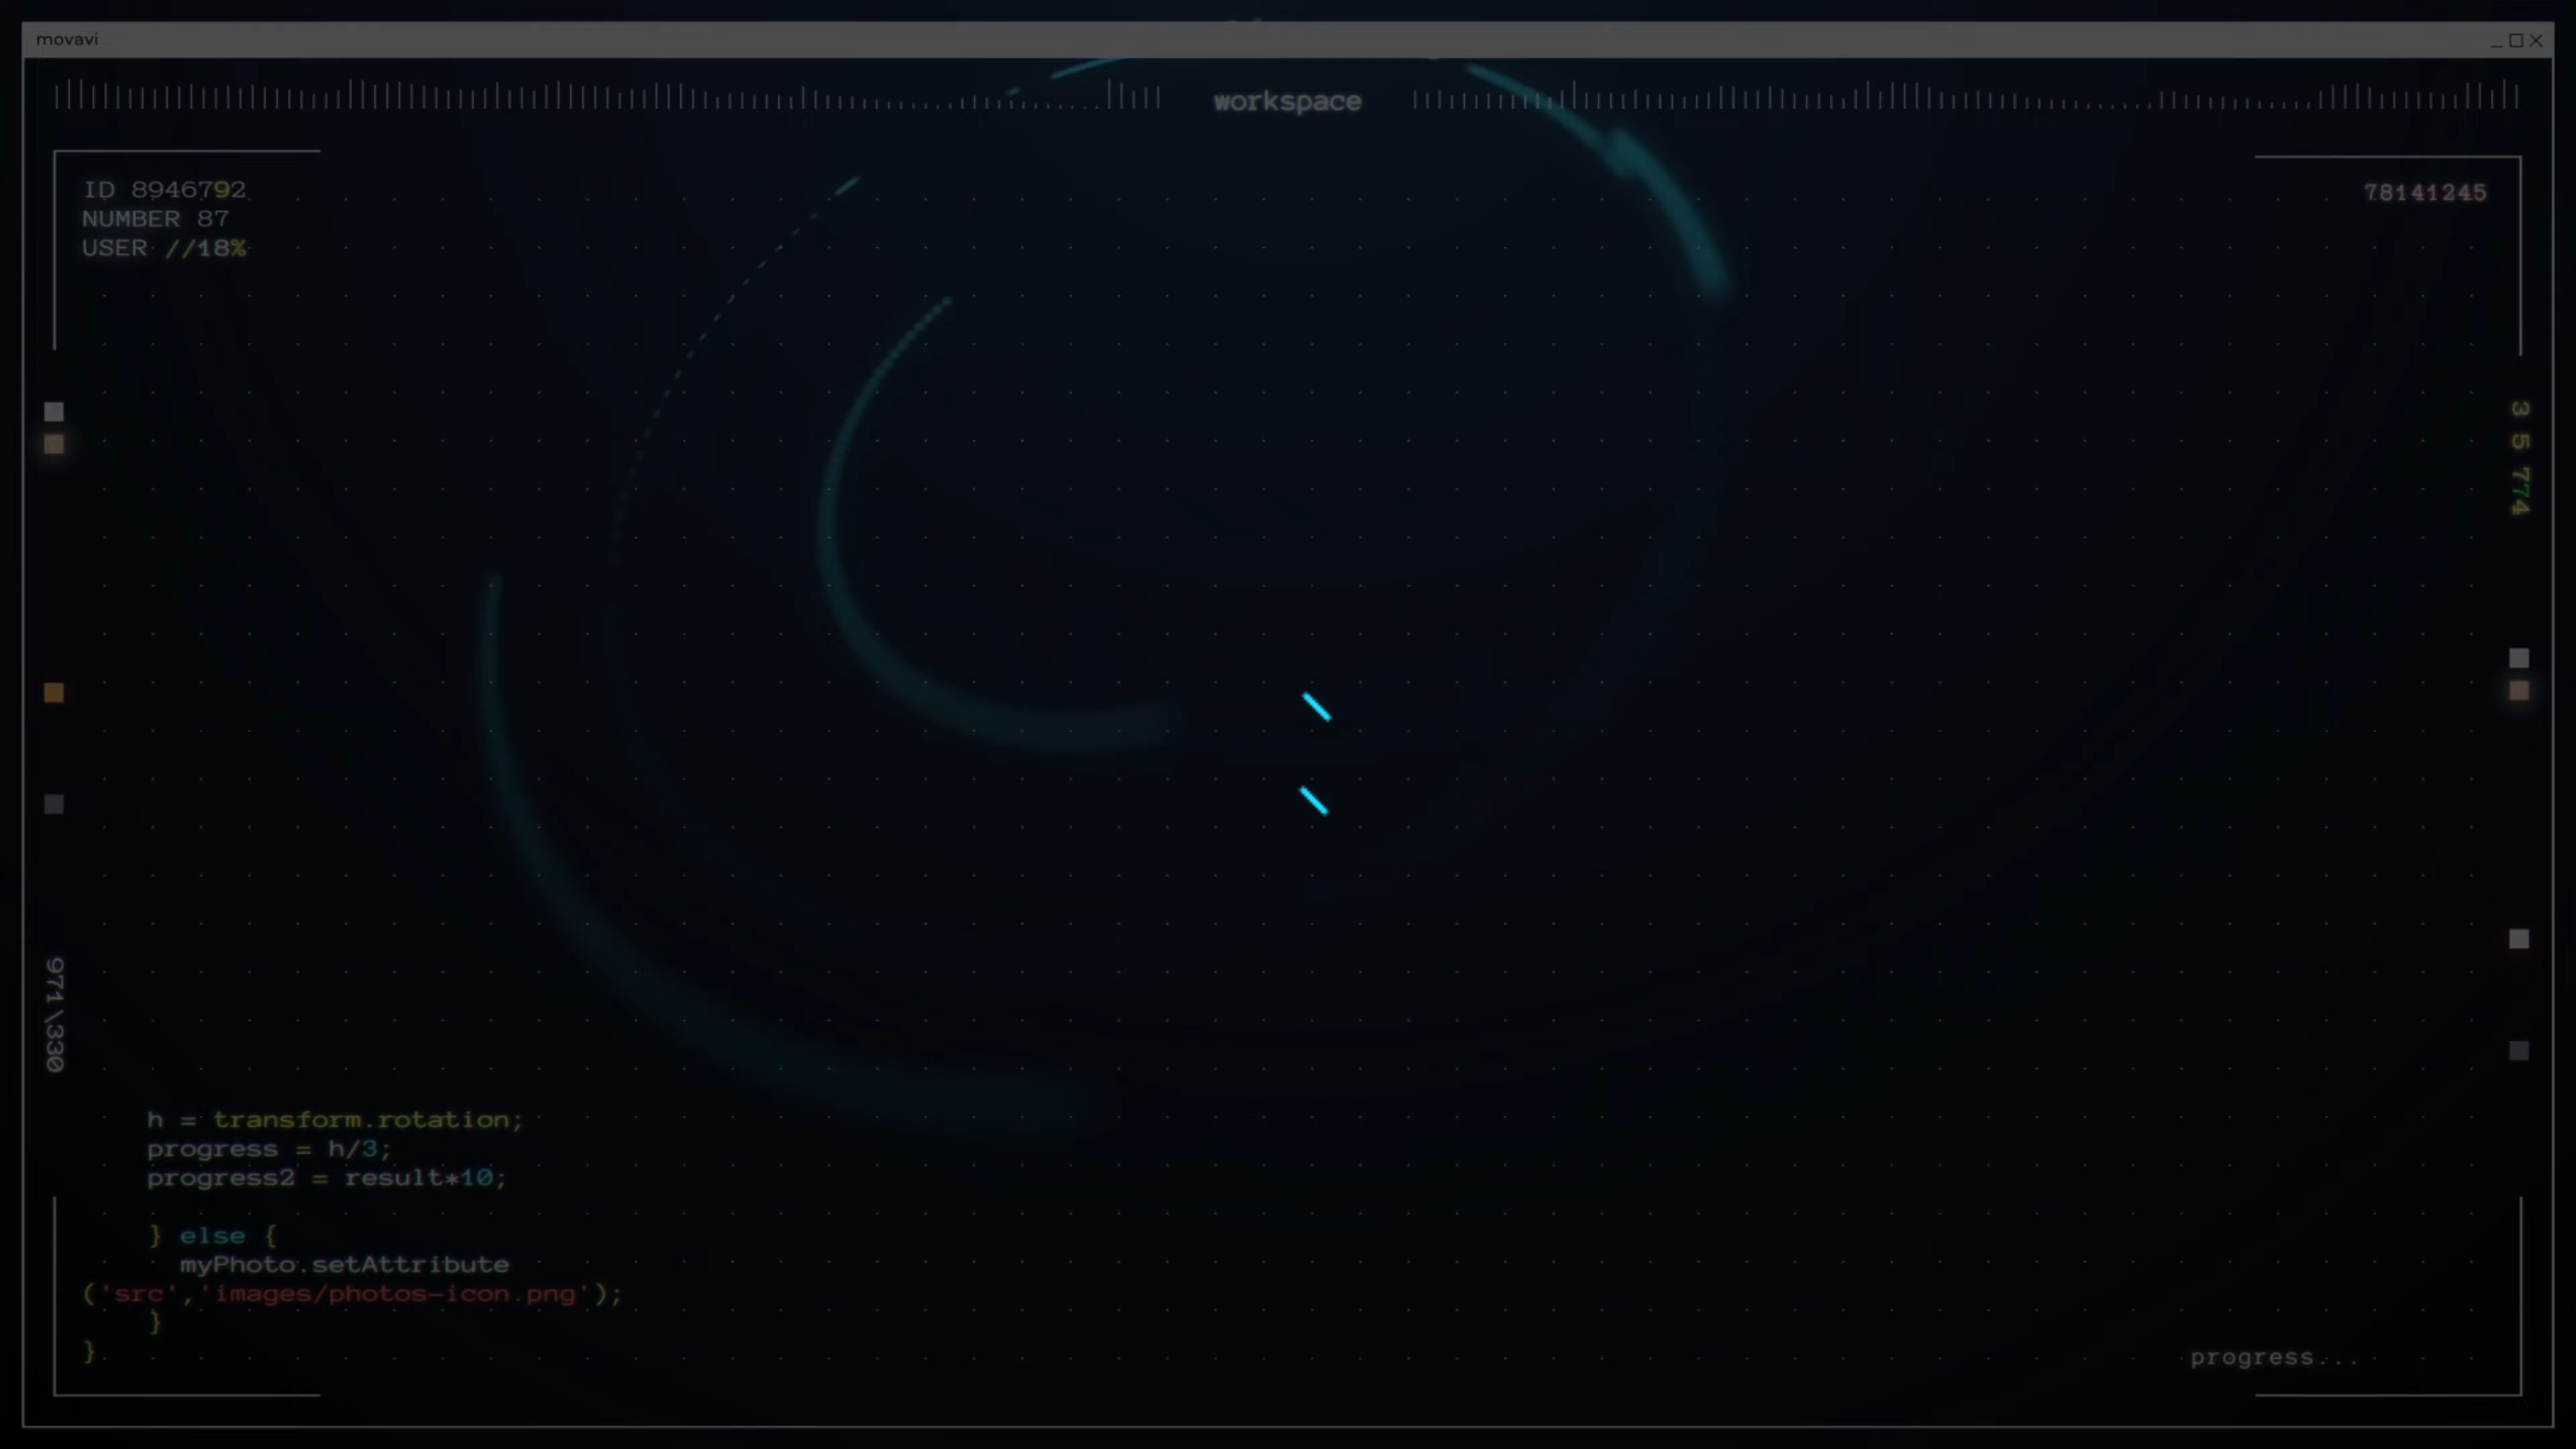 movavi
workspace
ID 8946792
NUMBER 87
USER //18%
78141245
3 5 774
971\330
h = transform.rotation;
progress = h/3;
progress2 = result*10;
} else {
myPhoto.setAttribute
('src','images/photos-icon.png');
}
}
progress...